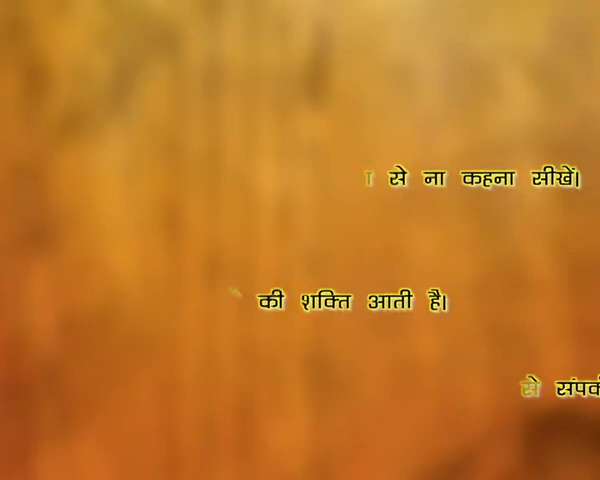 से ना कहना सीखें।
की शक्ति आती है।
से